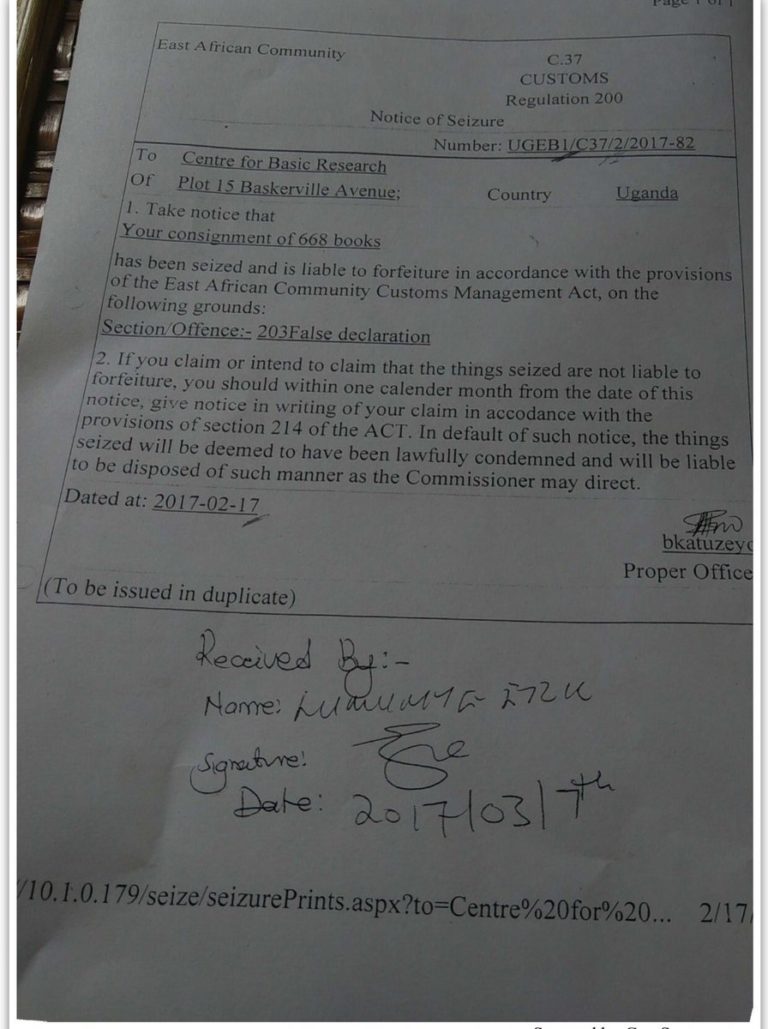 Page 1 of 1
East African Community
C.37
CUSTOMS
Regulation 200
Notice of Seizure
Number: UGEB1/C37/2/2017-82
To Centre for Basic Research
Of Plot 15 Baskerville Avenue; Country Uganda
1. Take notice that
Your consignment of 668 books
has been seized and is liable to forfeiture in accordance with the provisions
of the East African Community Customs Management Act, on the
following grounds:
Section/Offence:- 203False declaration
2. If you claim or intend to claim that the things seized are not liable to
forfeiture, you should within one calender month from the date of this
notice, give notice in writing of your claim in accodance with the
provisions of section 214 of the ACT. In default of such notice, the things
seized will be deemed to have been lawfully condemned and will be liable
to be disposed of such manner as the Commissioner may direct.
Dated at: 2017-02-17
bkatuzeyo
Proper Office
(To be issued in duplicate)
Received By:-
Name:
Signature:
Date: 2017/03/7th
/10.1.0.179/seize/seizurePrints.aspx?to=Centre%20for%20... 2/17/